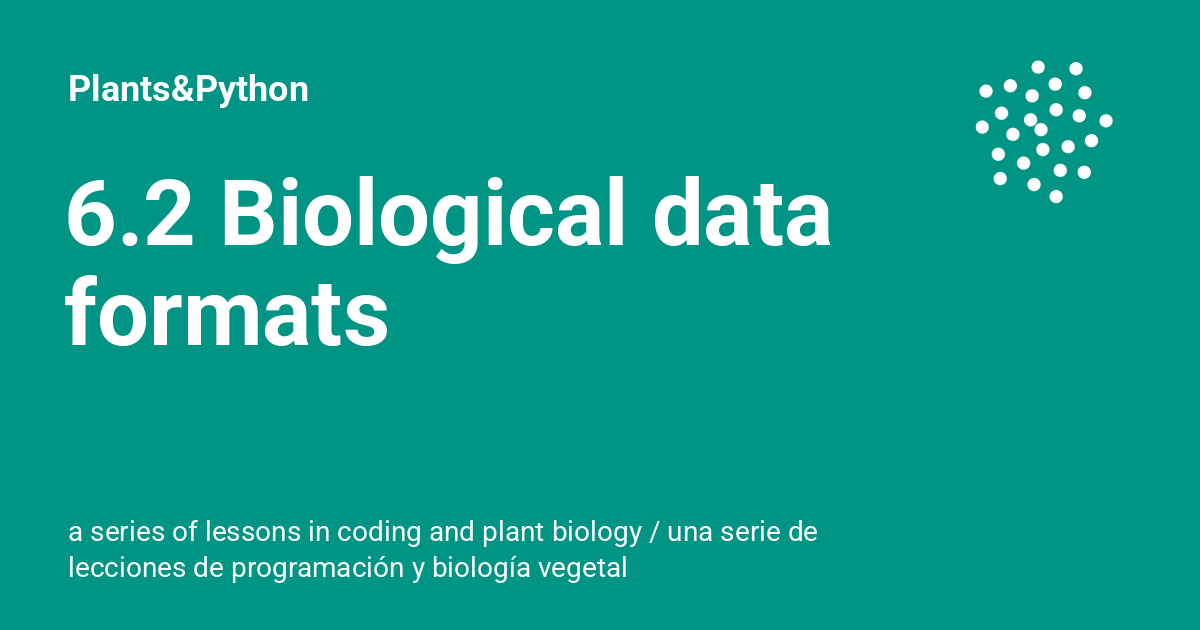 Plants&Python
6.2 Biological data
formats
a series of lessons in coding and plant biology / una serie de
lecciones de programación y biología vegetal